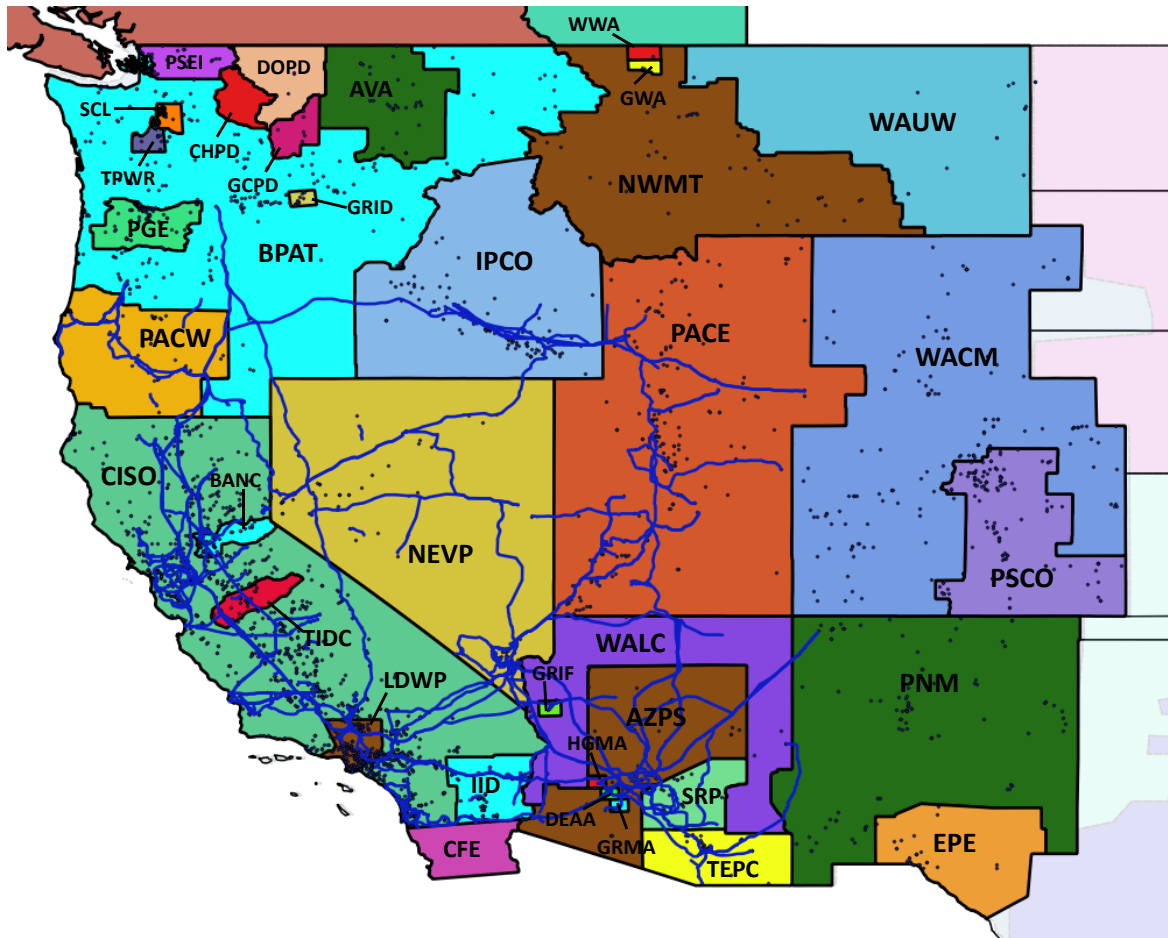 WWA
PSEI
DOPD
AVA
GWA
SCL
WAUW
CHPD
TPWR
GCPD
NWMT
GRID
PGE
BPAT
IPCO
PACW
PACE
WACM
CISO
BANC
NEVP
PSCO
TIDC
WALC
LDWP
GRIF
PNM
AZPS
HGMA
IID
SRP
DEAA
CFE
GRMA
EPE
TEPC